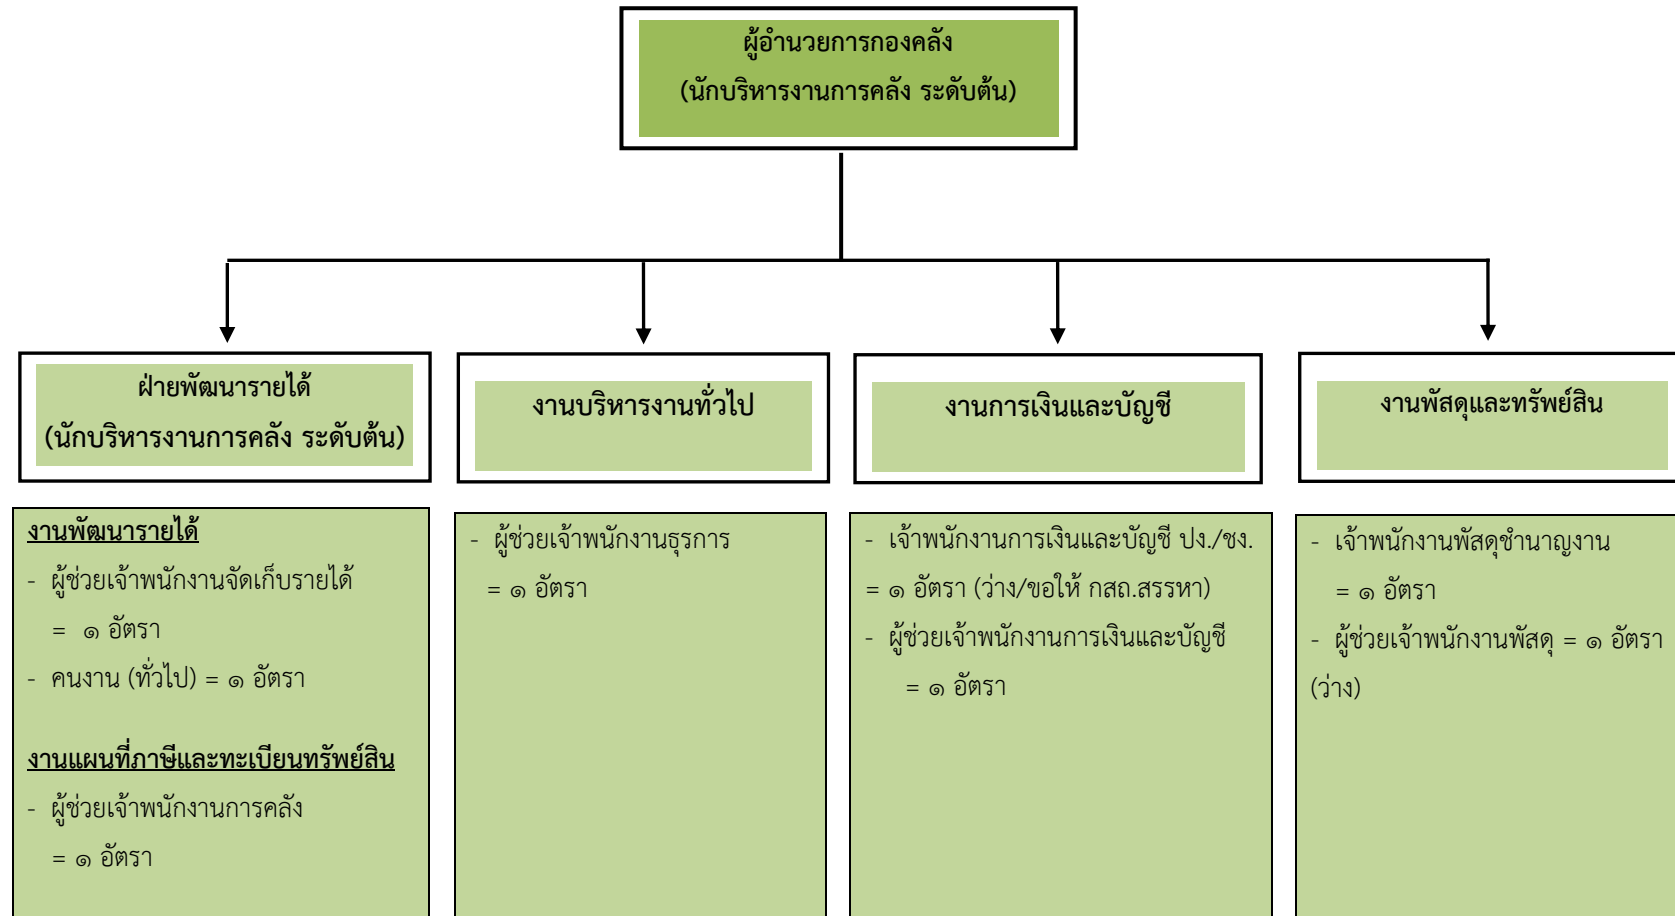 ผู้อำนวยการกองคลัง
(นักบริหารงานการคลัง ระดับต้น)
ฝ่ายพัฒนารายได้
(นักบริหารงานการคลัง ระดับต้น)
งานบริหารงานทั่วไป
งานการเงินและบัญชี
งานพัสดุและทรัพย์สิน
งานพัฒนารายได้
- ผู้ช่วยเจ้าพนักงานจัดเก็บรายได้
= ๑ อัตรา
- คนงาน (ทั่วไป) = ๑ อัตรา
งานแผนที่ภาษีและทะเบียนทรัพย์สิน
- ผู้ช่วยเจ้าพนักงานการคลัง
= ๑ อัตรา
- ผู้ช่วยเจ้าพนักงานธุรการ
= ๑ อัตรา
- เจ้าพนักงานการเงินและบัญชี ปง./ชง.
= ๑ อัตรา (ว่าง/ขอให้ กสถ.สรรหา)
- ผู้ช่วยเจ้าพนักงานการเงินและบัญชี
= ๑ อัตรา
- เจ้าพนักงานพัสดุชำนาญงาน
= ๑ อัตรา
- ผู้ช่วยเจ้าพนักงานพัสดุ = ๑ อัตรา
(ว่าง)